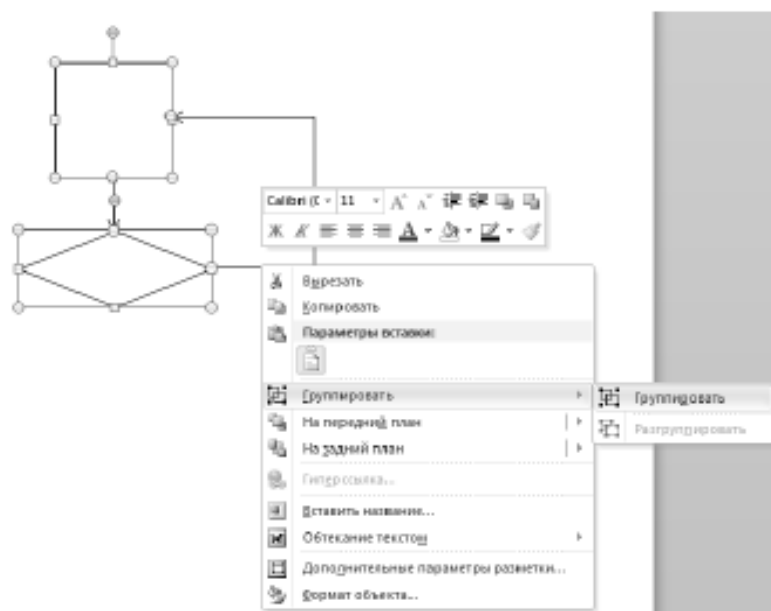 Calibri (С 11
Ж К
Вырезать
Копировать
Параметры вставки:
Группировать
Группировать
На передний план
Разгруппировать
На задний план
Гиперссылка...
Вставить название...
Обтекание текстом
Дополнительные параметры разметки...
Формат объекта...